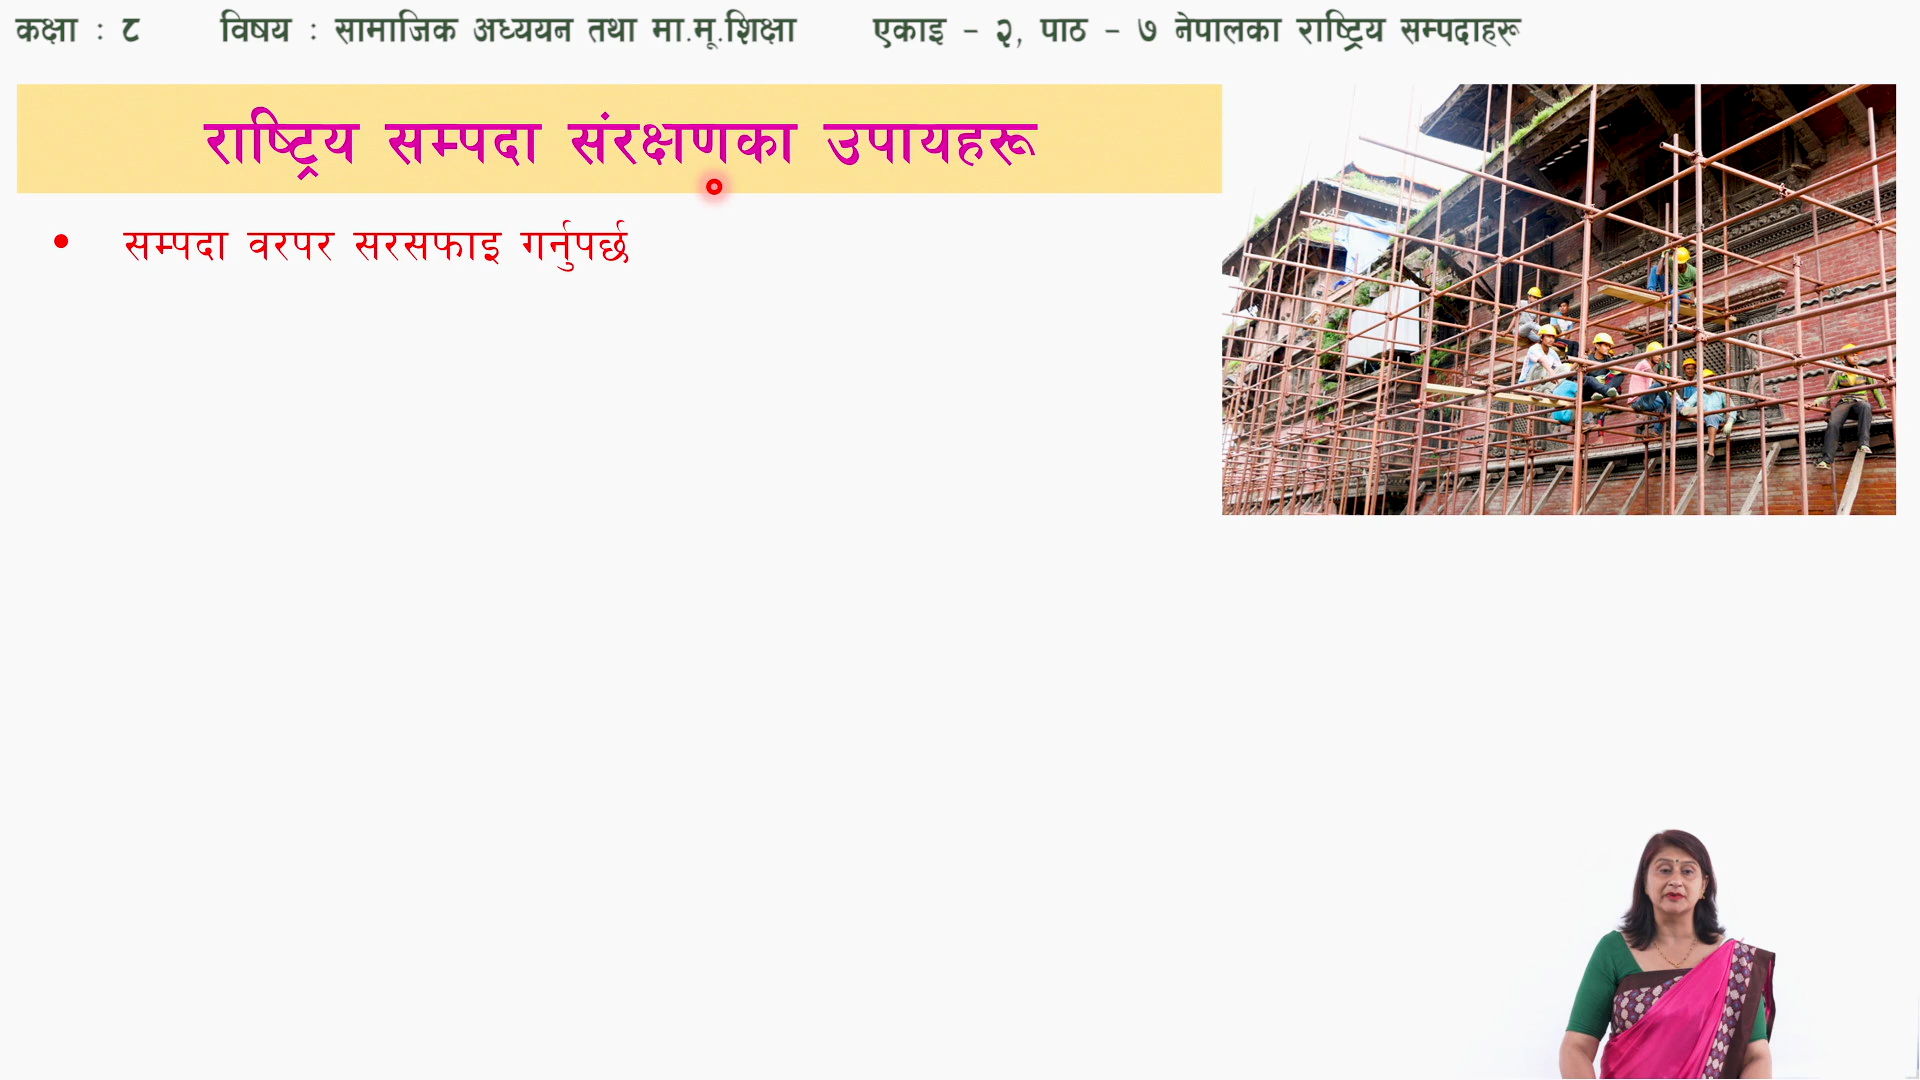 कक्षा : ८ विषय : सामाजिक अध्ययन तथा मा.मू.शिक्षा एकाइ – २, पाठ – ७ नेपालका राष्ट्रिय सम्पदाहरू
राष्ट्रिय सम्पदा संरक्षणका उपायहरू
• सम्पदा वरपर सरसफाइ गर्नुपर्छ